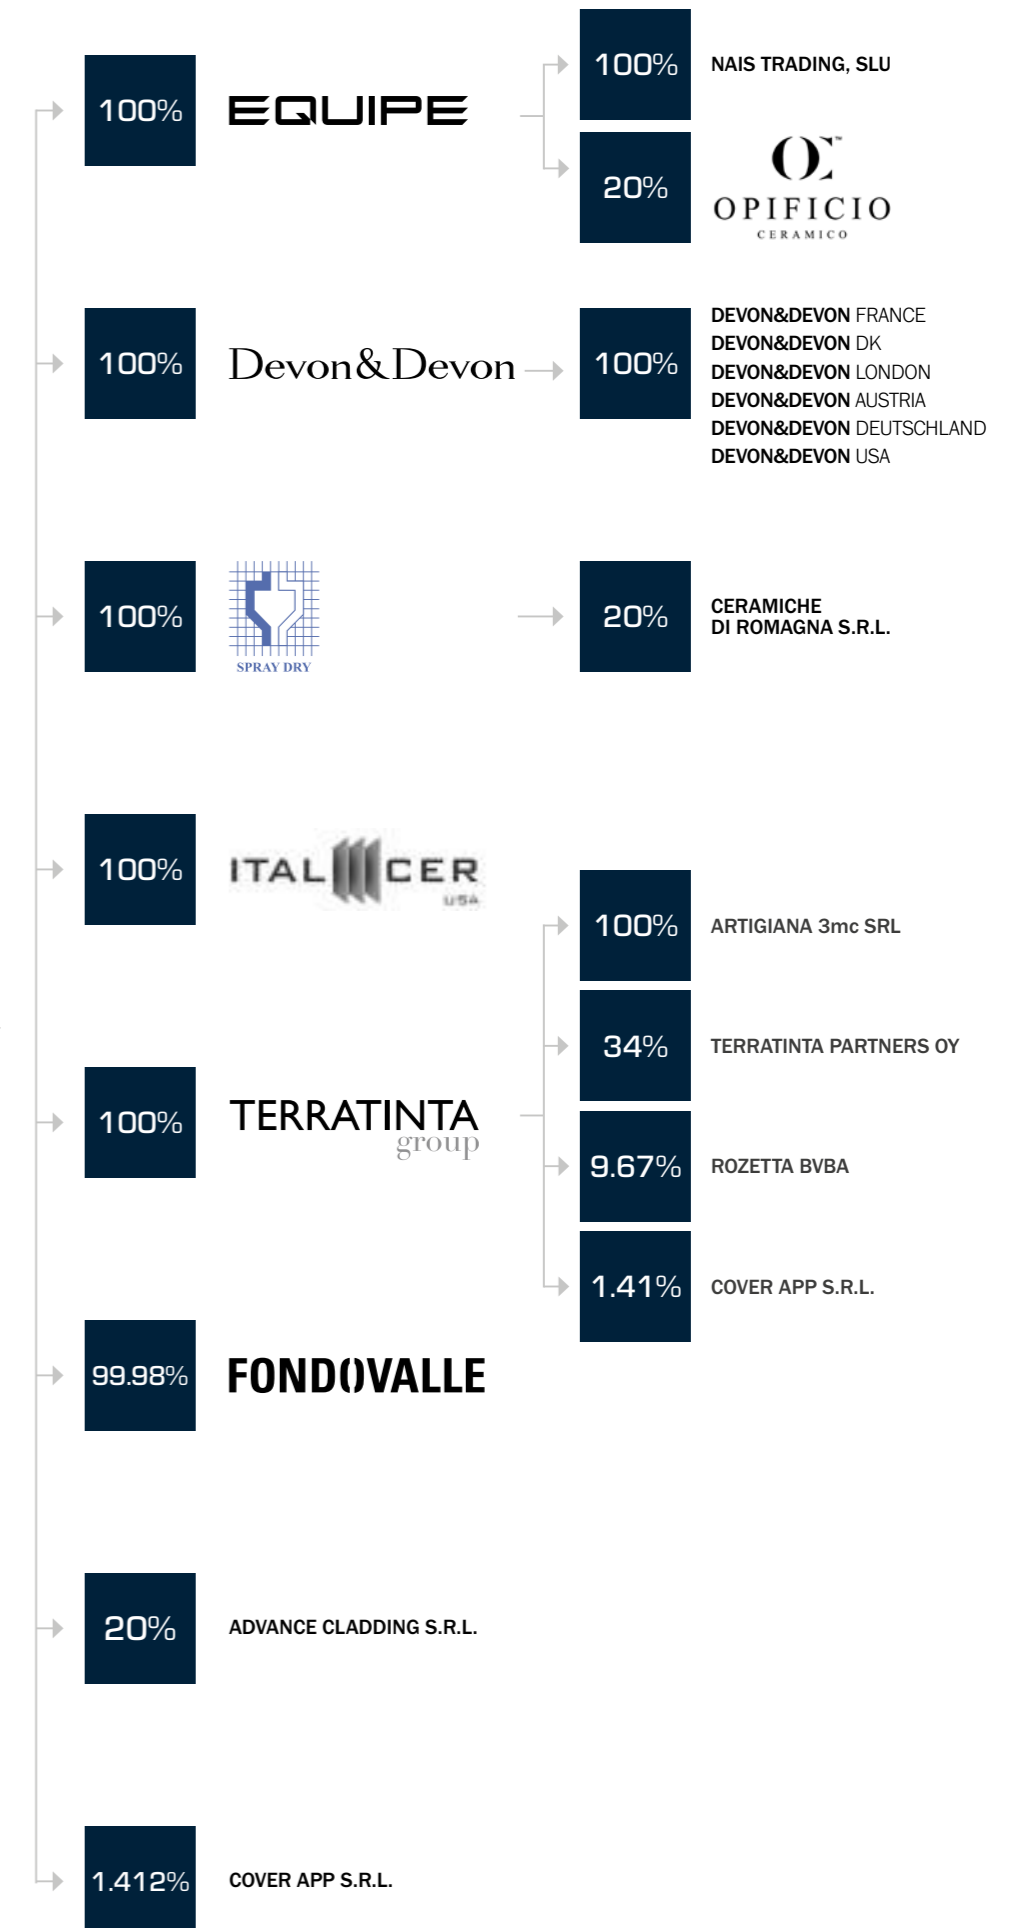 100%
EQUIPE
100%
NAIS TRADING, SLU
20%
OC™
OPIFICIO
CERAMICO
100%
Devon&Devon
100%
DEVON&DEVON FRANCE
DEVON&DEVON DK
DEVON&DEVON LONDON
DEVON&DEVON AUSTRIA
DEVON&DEVON DEUTSCHLAND
DEVON&DEVON USA
100%
SPRAY DRY
20%
CERAMICHE
DI ROMAGNA S.R.L.
100%
ITALCER
USA
100%
TERRATINTA
group
100%
ARTIGIANA 3mc SRL
34%
TERRATINTA PARTNERS OY
9.67%
ROZETTA BVBA
1.41%
COVER APP S.R.L.
99.98%
FONDOVALLE
20%
ADVANCE CLADDING S.R.L.
1.412%
COVER APP S.R.L.